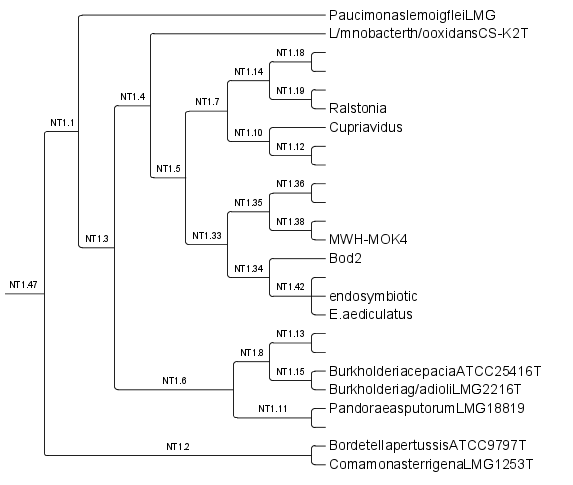 PaucimonaslemoigfleiLMG
L/mnobacterth/ooxidansCS-K2T
NT1.18
NT1.14
NT1.19
NT1.4
NT1.7
Ralstonia
NT1.1
Cupriavidus
NT1.10
NT1.12
NT1.5
NT1.36
NT1.35
NT1.38
NT1.33
MWH-MOK4
NT1.3
Bod2
NT1.34
NT1.47
NT1.42
endosymbiotic
E.aediculatus
NT1.13
NT1.8
NT1.15
BurkholderiacepaciaATCC25416T
NT1.6
Burkholderiag/adioliLMG2216T
NT1.11
PandoraeasputorumLMG18819
NT1.2
BordetellapertussisATCC9797T
ComamonasterrigenaLMG1253T